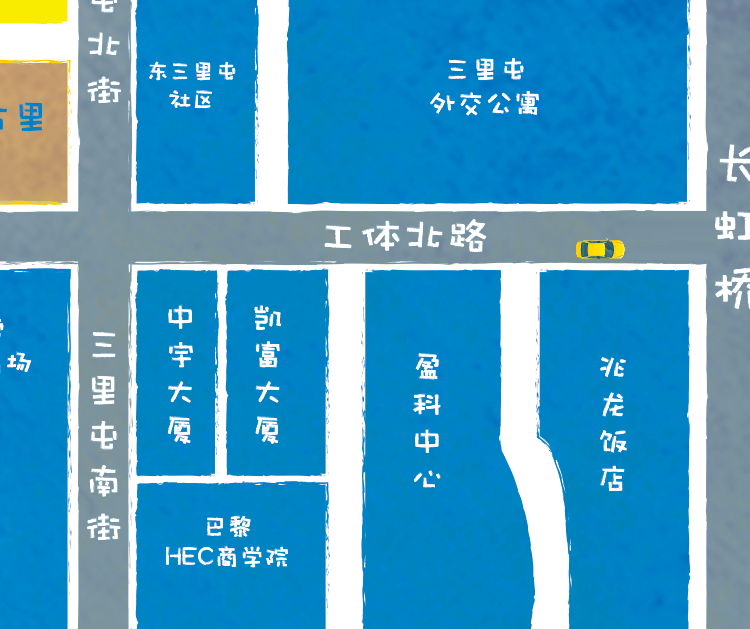 屯北街
东三里屯
社区
三里屯
外交公寓
古里
工体北路
长虹桥
三里屯南街
场
中宇大厦
凯富大厦
盈科中心
兆龙饭店
巴黎
HEC商学院